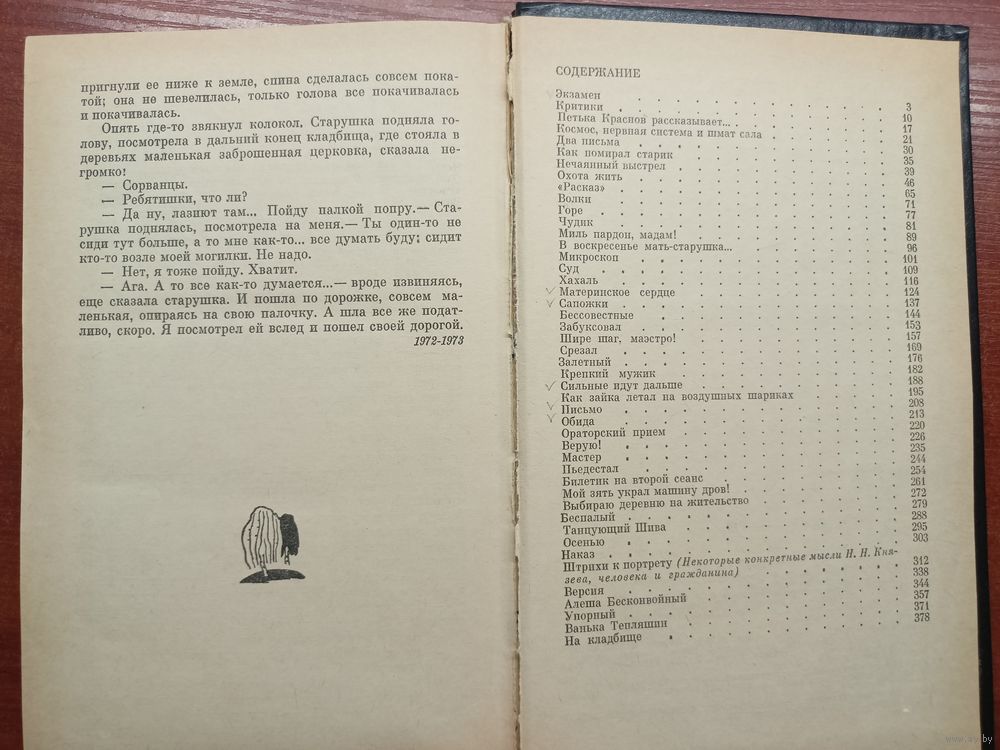 пригнули ее ниже к земле, спина сделалась совсем пока-
той; она не шевелилась, только голова все покачивалась
и покачивалась.
Опять где-то звякнул колокол. Старушка подняла го-
лову, посмотрела в дальний конец кладбища, где стояла в
деревьях маленькая заброшенная церковка, сказала не-
громко:
— Сорванцы.
— Ребятишки, что ли?
— Да ну, лазиют там... Пойду палкой попру.— Ста-
рушка поднялась, посмотрела на меня.— Ты один-то не
сиди тут больше, а то мне как-то... все думать буду: сидит
кто-то возле моей могилки. Не надо.
— Нет, я тоже пойду. Хватит.
— Ага. А то все как-то думается...— вроде извиняясь,
еще сказала старушка. И пошла по дорожке, совсем ма-
ленькая, опираясь на свою палочку. А шла все же подат-
ливо, скоро. Я посмотрел ей вслед и пошел своей дорогой.
1972-1973
СОДЕРЖАНИЕ
Экзамен 3
Критики 10
Петька Краснов рассказывает... 17
Космос, нервная система и шмат сала 21
Два письма 30
Как помирал старик 35
Нечаянный выстрел 39
Охота жить 46
«Расказ» 65
Волки 71
Горе 77
Чудик 81
Миль пардон, мадам! 89
В воскресенье мать-старушка... 96
Микроскоп 101
Суд 109
Хахаль 116
Материнское сердце 124
Сапожки 137
Бессовестные 144
Забуксовал 153
Шире шаг, маэстро! 157
Срезал 169
Залетный 176
Крепкий мужик 182
Сильные идут дальше 188
Как зайка летал на воздушных шариках 195
Письмо 208
Обида 213
Ораторский прием 220
Верую! 226
Мастер 235
Пьедестал 244
Билетик на второй сеанс 254
Мой зять украл машину дров! 261
Выбираю деревню на жительство 272
Беспалый 279
Танцующий Шива 288
Осенью 295
Наказ 303
Штрихи к портрету (Некоторые конкретные мысли Н. Н. Кня-
зева, человека и гражданина) 312
Версия 338
Алеша Бесконвойный 344
Упорный 357
Ванька Тепляшин 371
На кладбище 378
www.ay.by